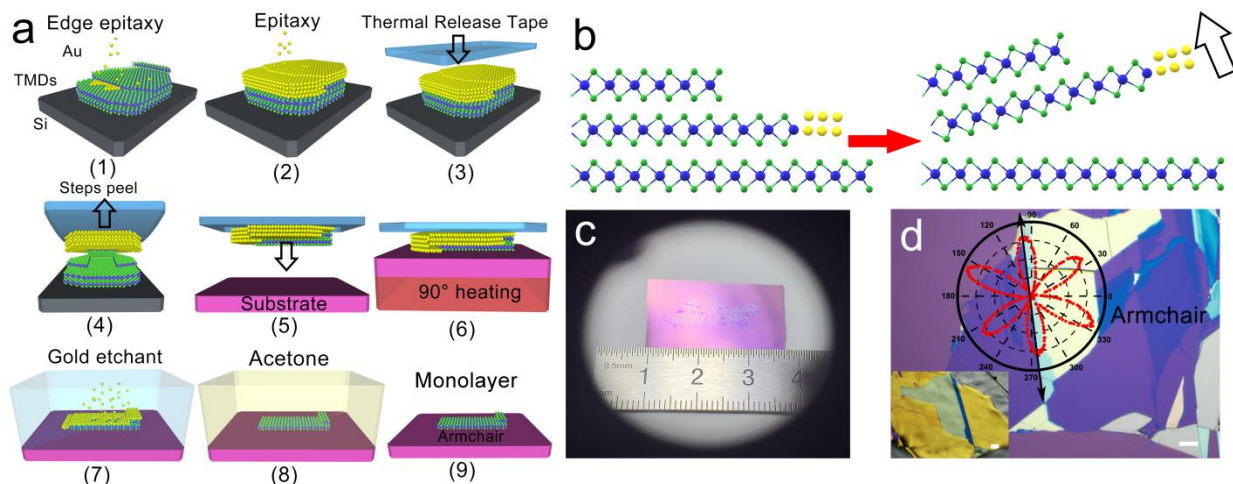 a
Edge epitaxy
Au
TMDs
Si
(1)
Epitaxy
(2)
Thermal Release Tape
(3)
Steps peel
(4)
Substrate
(5)
90° heating
(6)
Gold etchant
(7)
Acetone
(8)
Monolayer
Armchair
(9)
b
c
0.5mm
1 2 3 4
d
90
120
60
150
30
180
0
Armchair
210
330
240
300
270